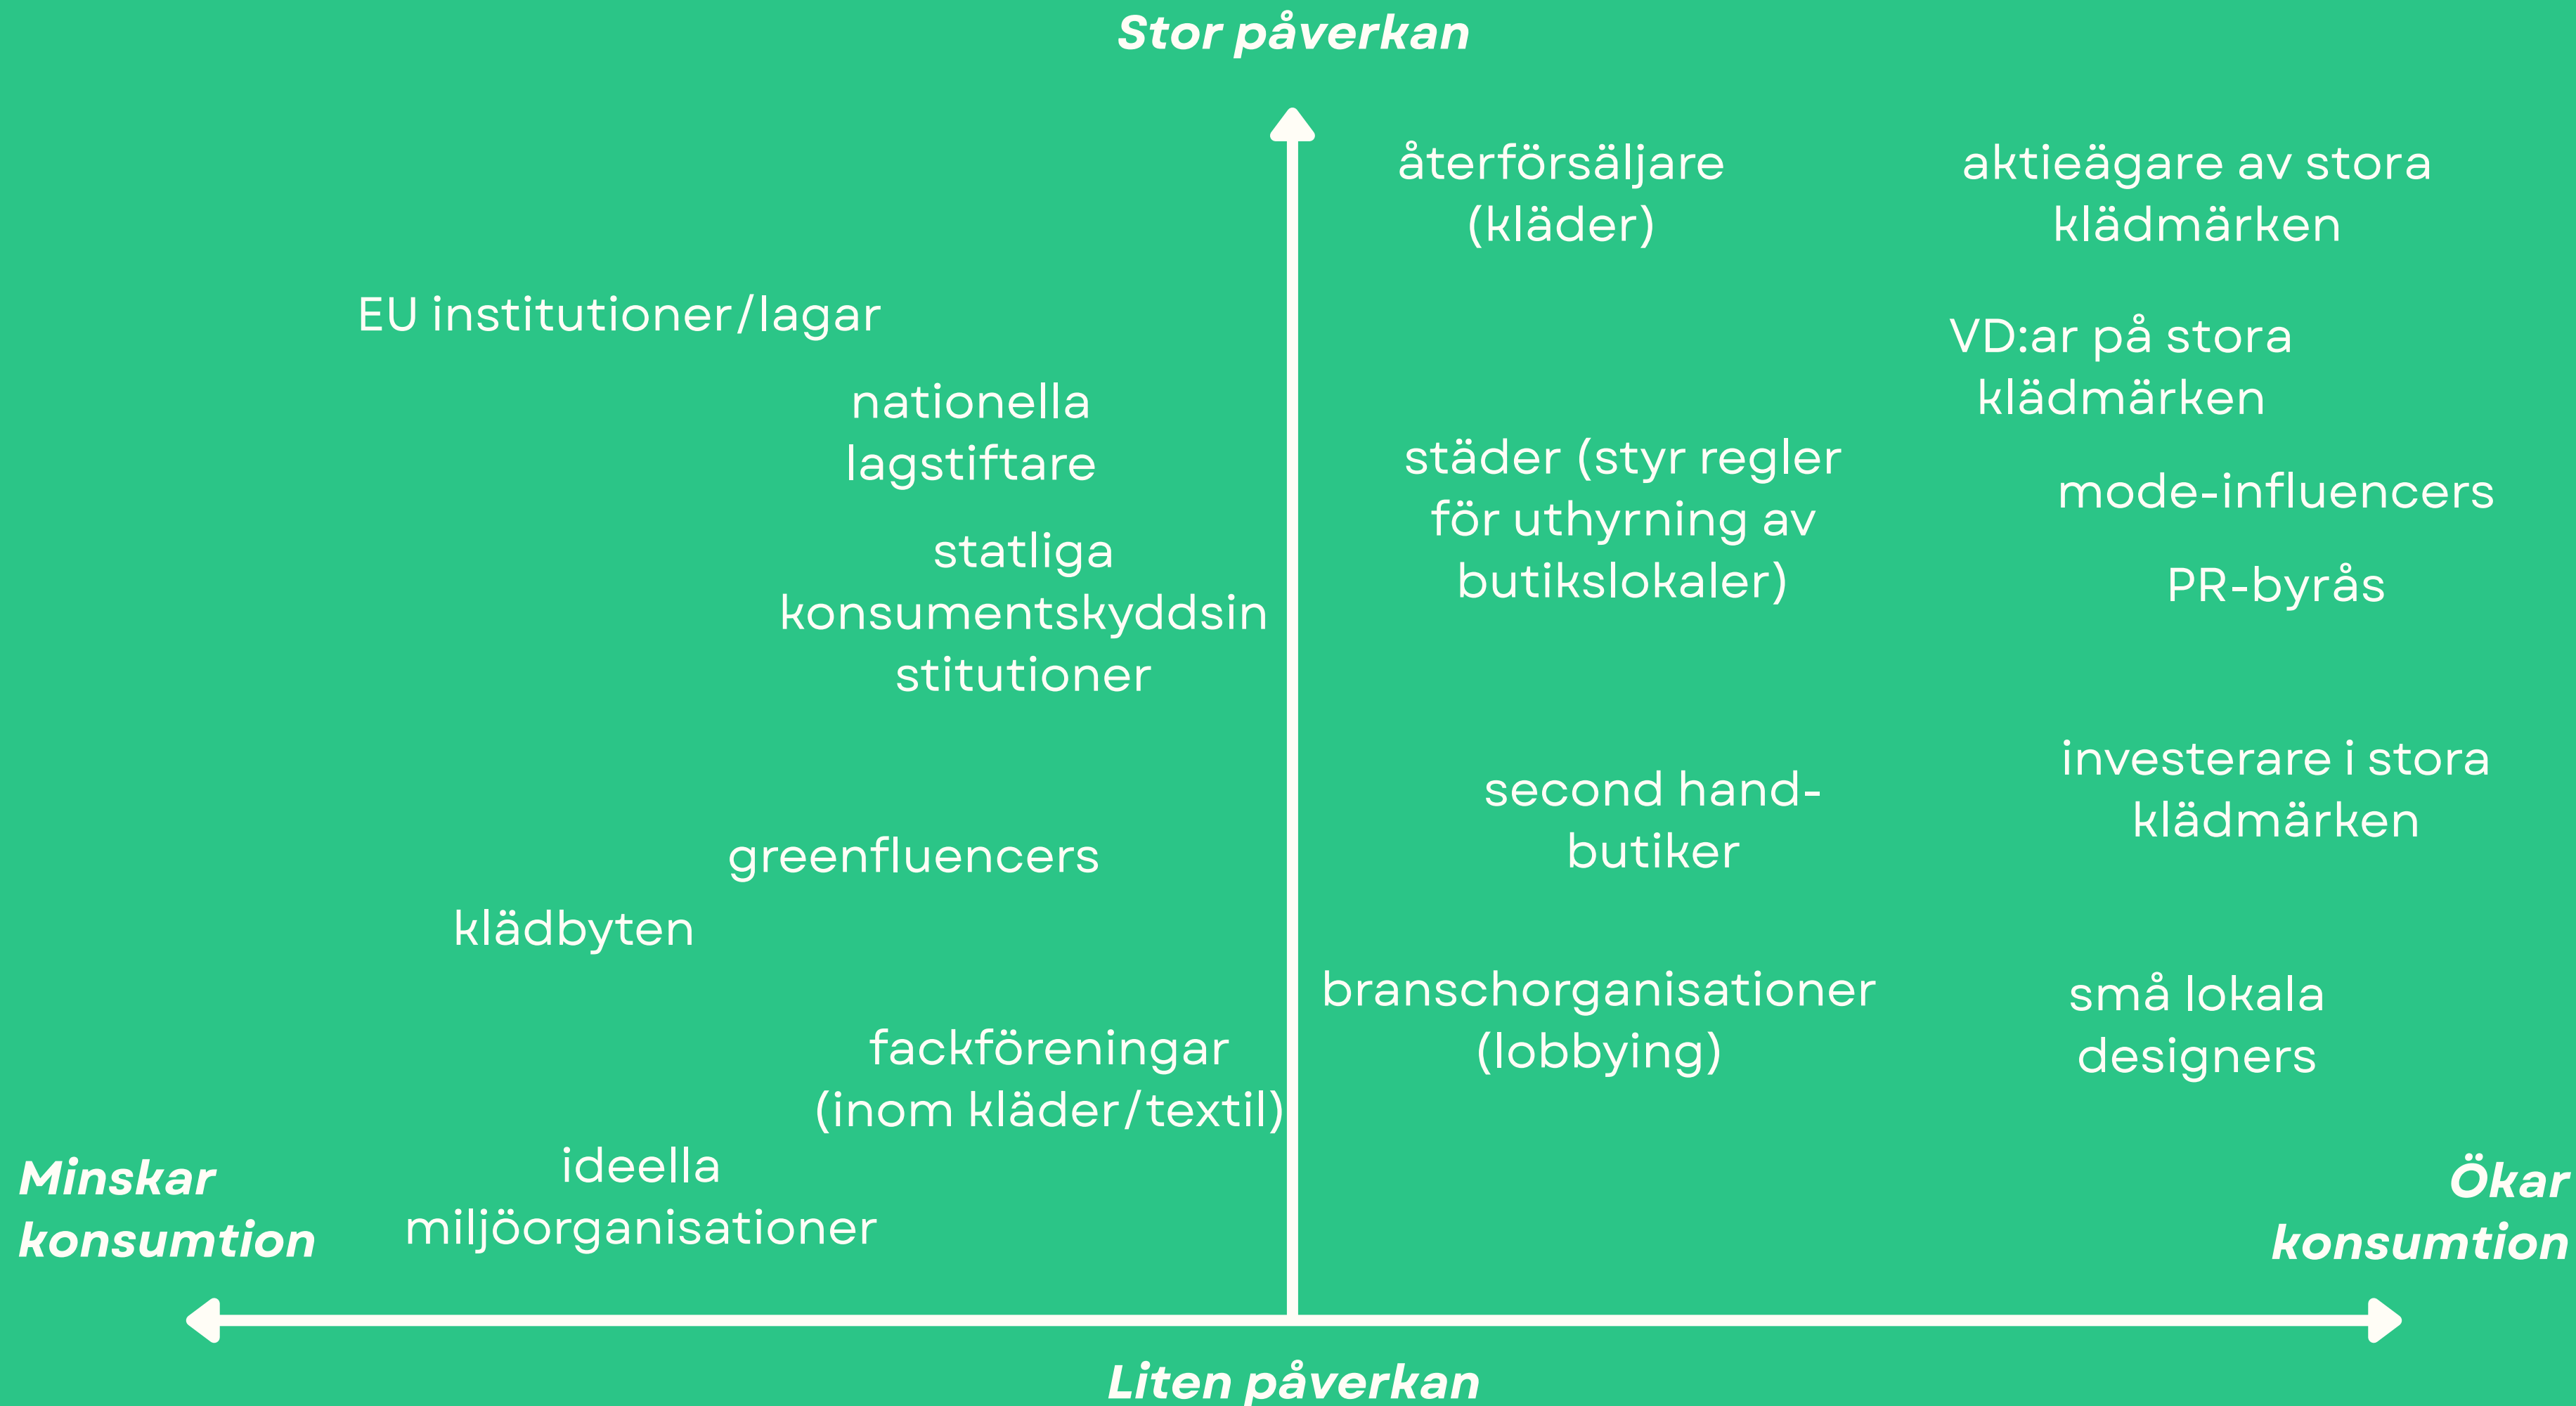 Stor påverkan
återförsäljare
(kläder)
aktieägare av stora
klädmärken
EU institutioner/lagar
VD:ar på stora
klädmärken
nationella
lagstiftare
städer (styr regler
för uthyrning av
butikslokaler)
mode-influencers
statliga
konsumentskyddsin
stitutioner
PR-byrås
investerare i stora
klädmärken
second hand-
butiker
greenfluencers
klädbyten
branschorganisationer
(lobbying)
små lokala
designers
fackföreningar
(inom kläder/textil)
ideella
miljöorganisationer
Minskar
konsumtion
Ökar
konsumtion
Liten påverkan